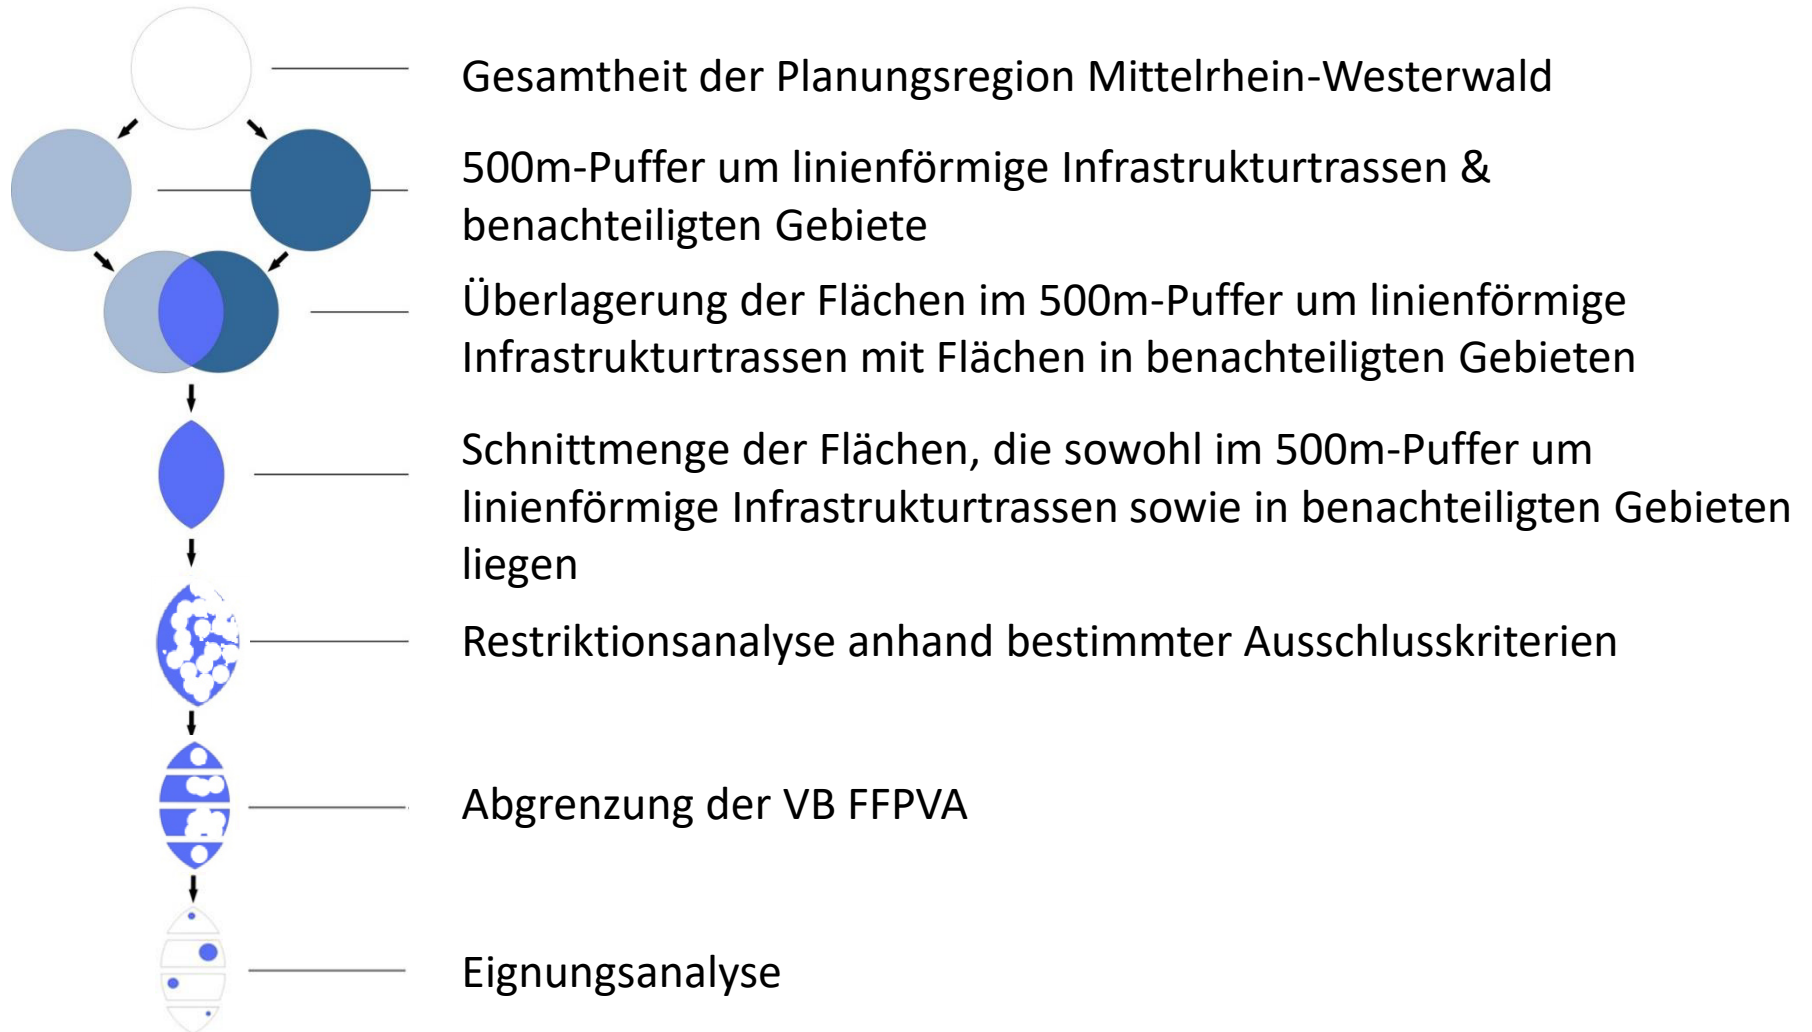 Gesamtheit der Planungsregion Mittelrhein-Westerwald
500m-Puffer um linienförmige Infrastrukturtrassen &
benachteiligten Gebiete
Überlagerung der Flächen im 500m-Puffer um linienförmige
Infrastrukturtrassen mit Flächen in benachteiligten Gebieten
Schnittmenge der Flächen, die sowohl im 500m-Puffer um
linienförmige Infrastrukturtrassen sowie in benachteiligten Gebieten
liegen
Restriktionsanalyse anhand bestimmter Ausschlusskriterien
Abgrenzung der VB FFPVA
Eignungsanalyse